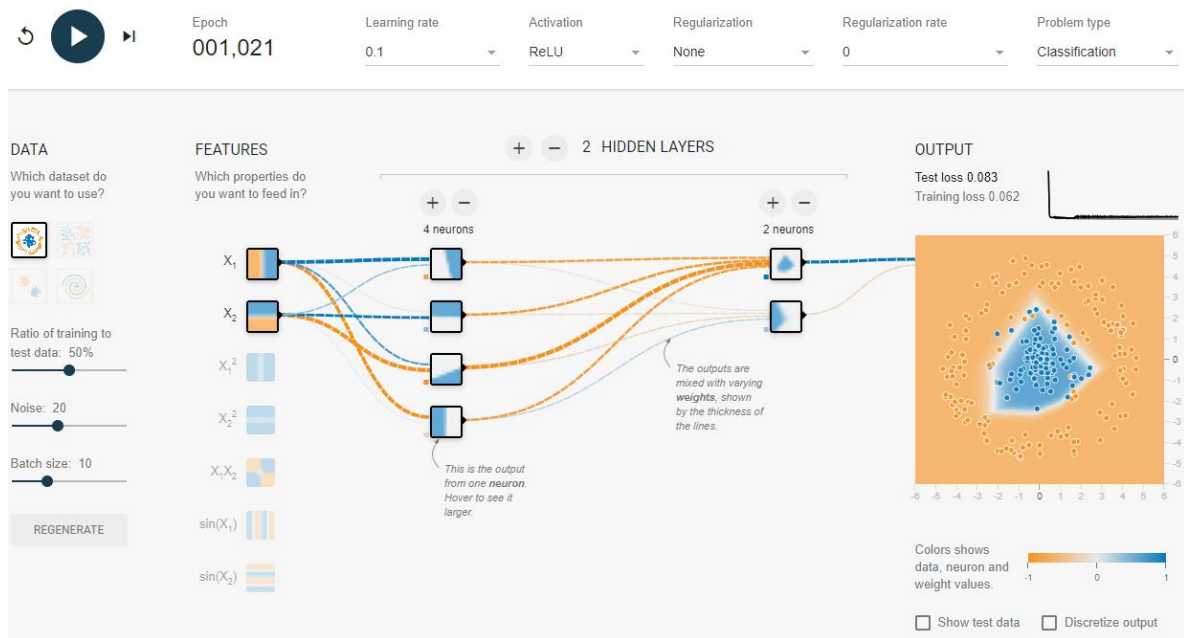 Epoch
001,021
Learning rate
0.1
Activation
ReLU
Regularization
None
Regularization rate
0
Problem type
Classification
DATA
Which dataset do
you want to use?
Ratio of training to
test data: 50%
Noise: 20
Batch size: 10
REGENERATE
FEATURES
Which properties do
you want to feed in?
X₁
X₂
X₁²
X₂²
X₁X₂
sin(X₁)
sin(X₂)
+ − 2 HIDDEN LAYERS
+ −
4 neurons
+ −
2 neurons
This is the output
from one neuron.
Hover to see it
larger.
The outputs are
mixed with varying
weights, shown
by the thickness of
the lines.
OUTPUT
Test loss 0.083
Training loss 0.062
6
5
4
3
2
1
0
-1
-2
-3
-4
-5
-6
-6 -5 -4 -3 -2 -1 0 1 2 3 4 5 6
Colors shows
data, neuron and
weight values.
-1 0 1
Show test data
Discretize output